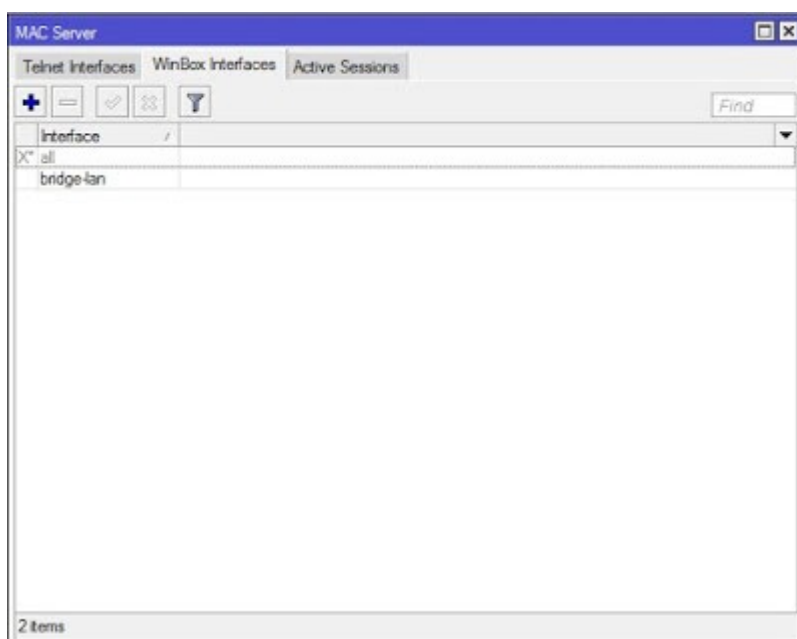 MAC Server
Telnet Interfaces WinBox Interfaces Active Sessions
Find
Interface
X* all
bridge-lan
2 items